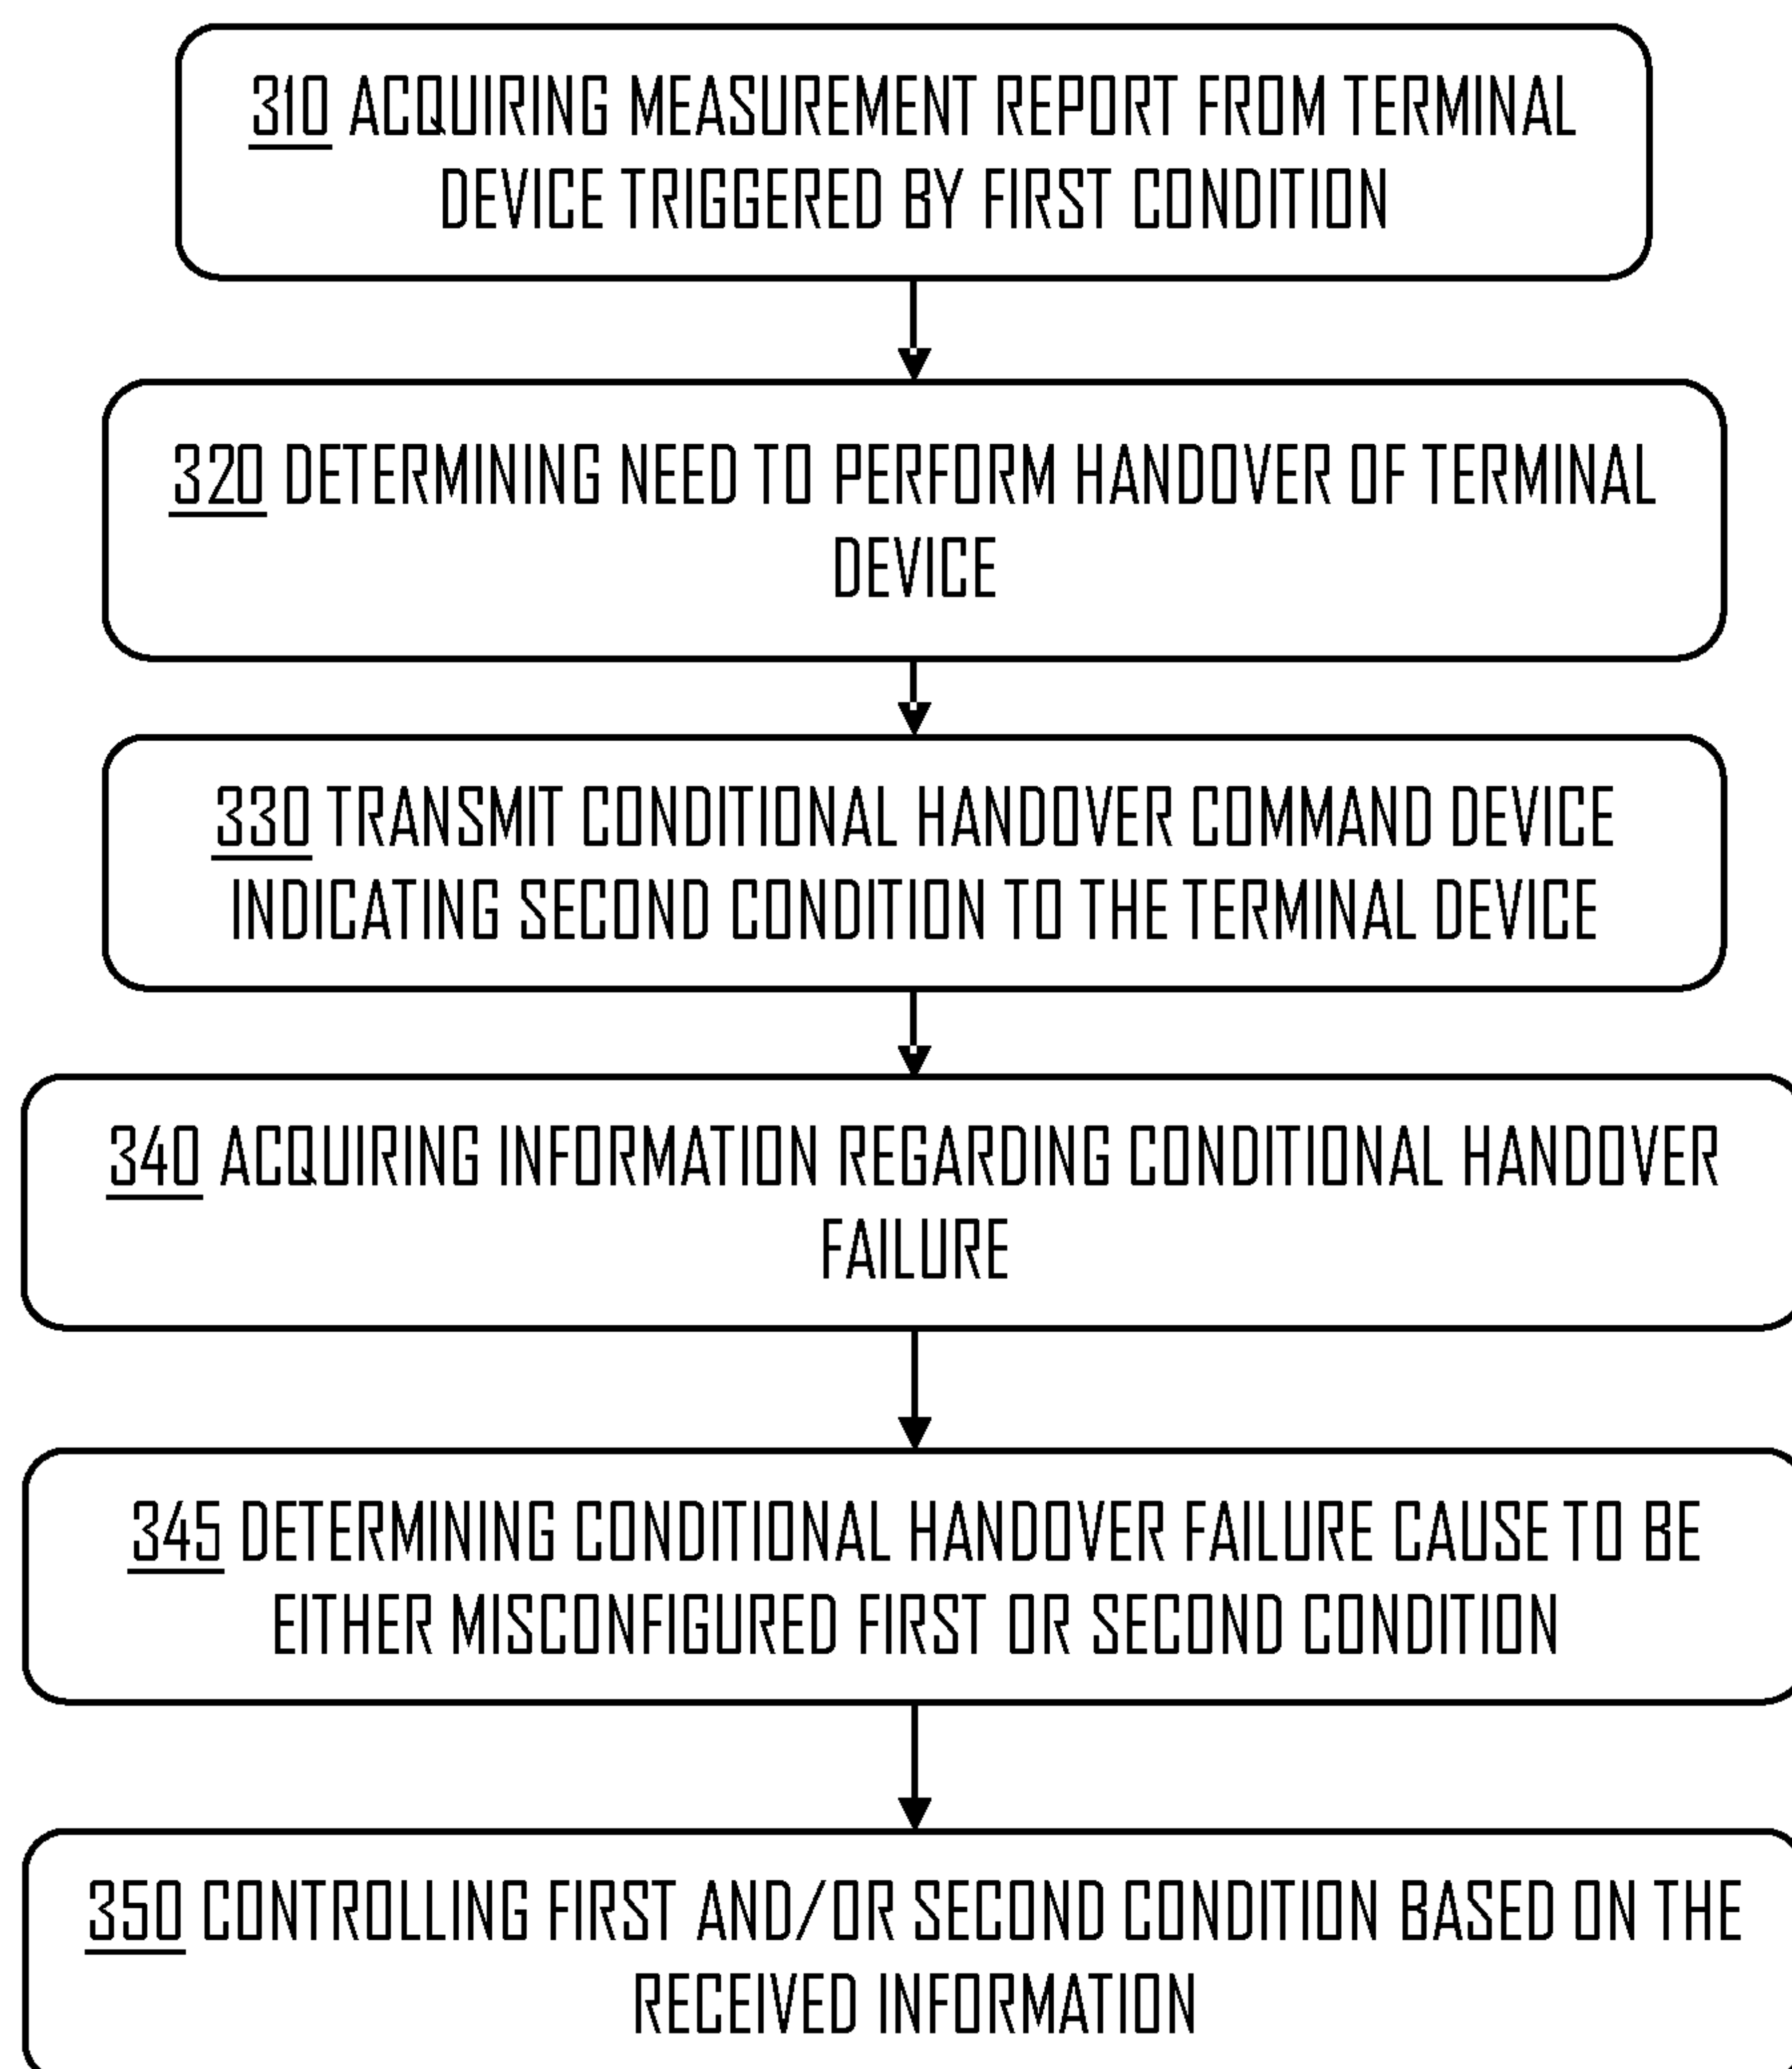 310 ACQUIRING MEASUREMENT REPORT FROM TERMINAL
DEVICE TRIGGERED BY FIRST CONDITION
320 DETERMINING NEED TO PERFORM HANDOVER OF TERMINAL
DEVICE
330 TRANSMIT CONDITIONAL HANDOVER COMMAND DEVICE
INDICATING SECOND CONDITION TO THE TERMINAL DEVICE
340 ACQUIRING INFORMATION REGARDING CONDITIONAL HANDOVER
FAILURE
345 DETERMINING CONDITIONAL HANDOVER FAILURE CAUSE TO BE
EITHER MISCONFIGURED FIRST OR SECOND CONDITION
350 CONTROLLING FIRST AND/OR SECOND CONDITION BASED ON THE
RECEIVED INFORMATION